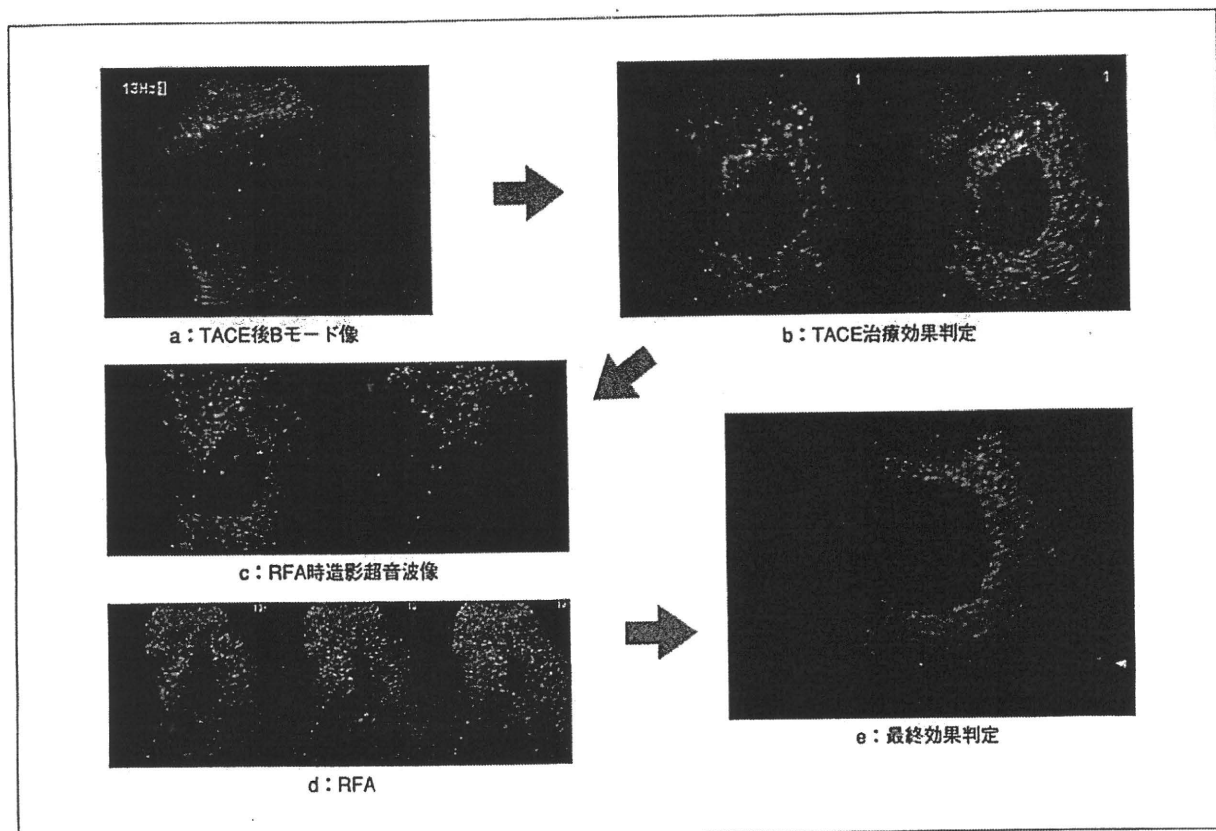 13Hz
1
1
a：TACE後Bモード像
b：TACE治療効果判定
c：RFA時造影超音波像
d：RFA
e：最終効果判定